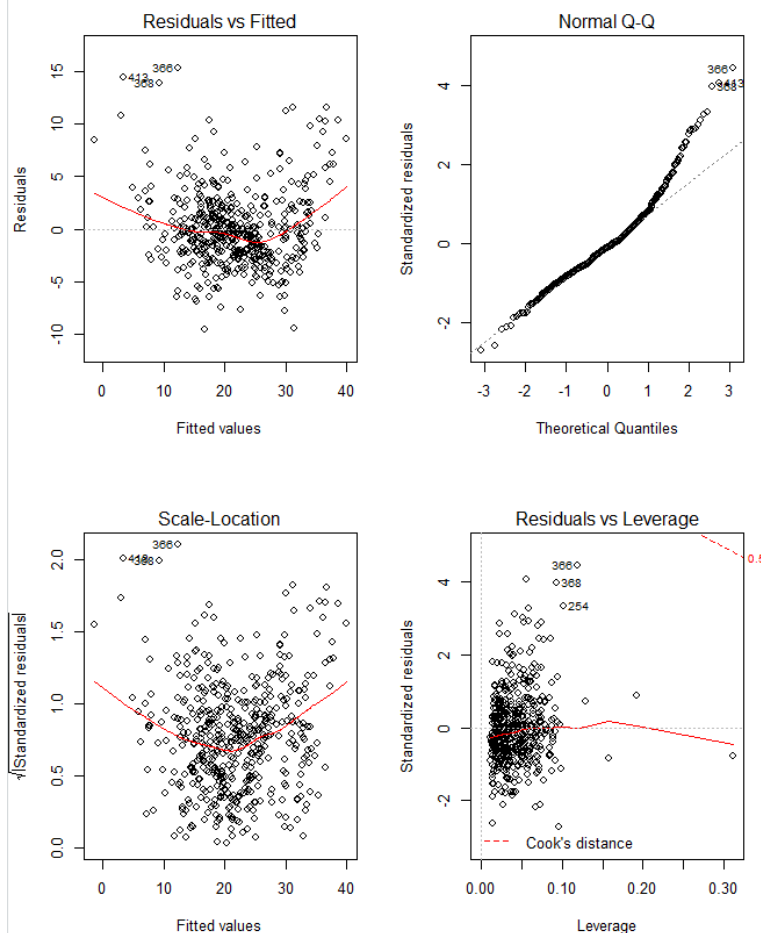 Residuals vs Fitted
Residuals
15
10
5
0
-5
-10
366
413
368
0 10 20 30 40
Fitted values
Normal Q-Q
Standardized residuals
4
2
0
-2
366
413
368
-3 -2 -1 0 1 2 3
Theoretical Quantiles
Scale-Location
√|Standardized residuals|
2.0
1.5
1.0
0.5
0.0
366
368
0 10 20 30 40
Fitted values
Residuals vs Leverage
Standardized residuals
4
2
0
-2
366
368
254
0.5
Cook's distance
0.00 0.10 0.20 0.30
Leverage